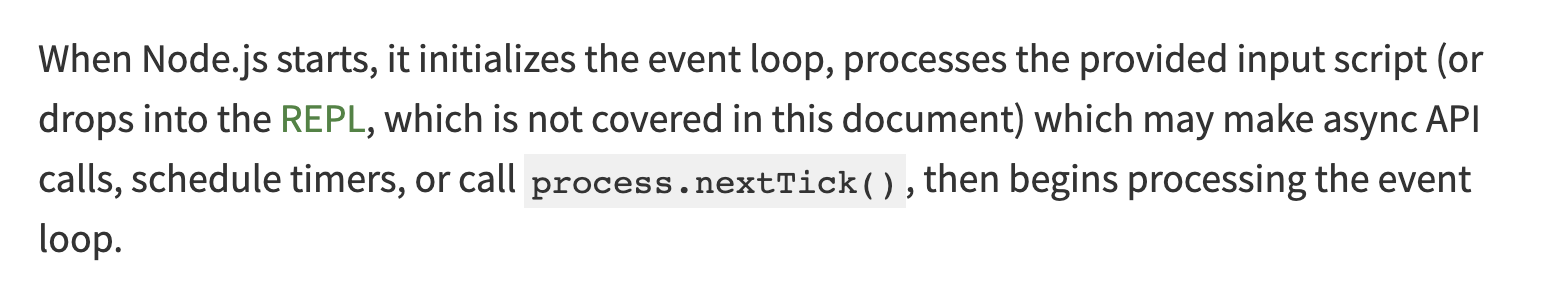 When Node.js starts, it initializes the event loop, processes the provided input script (or
drops into the REPL, which is not covered in this document) which may make async API
calls, schedule timers, or call process.nextTick(), then begins processing the event
loop.